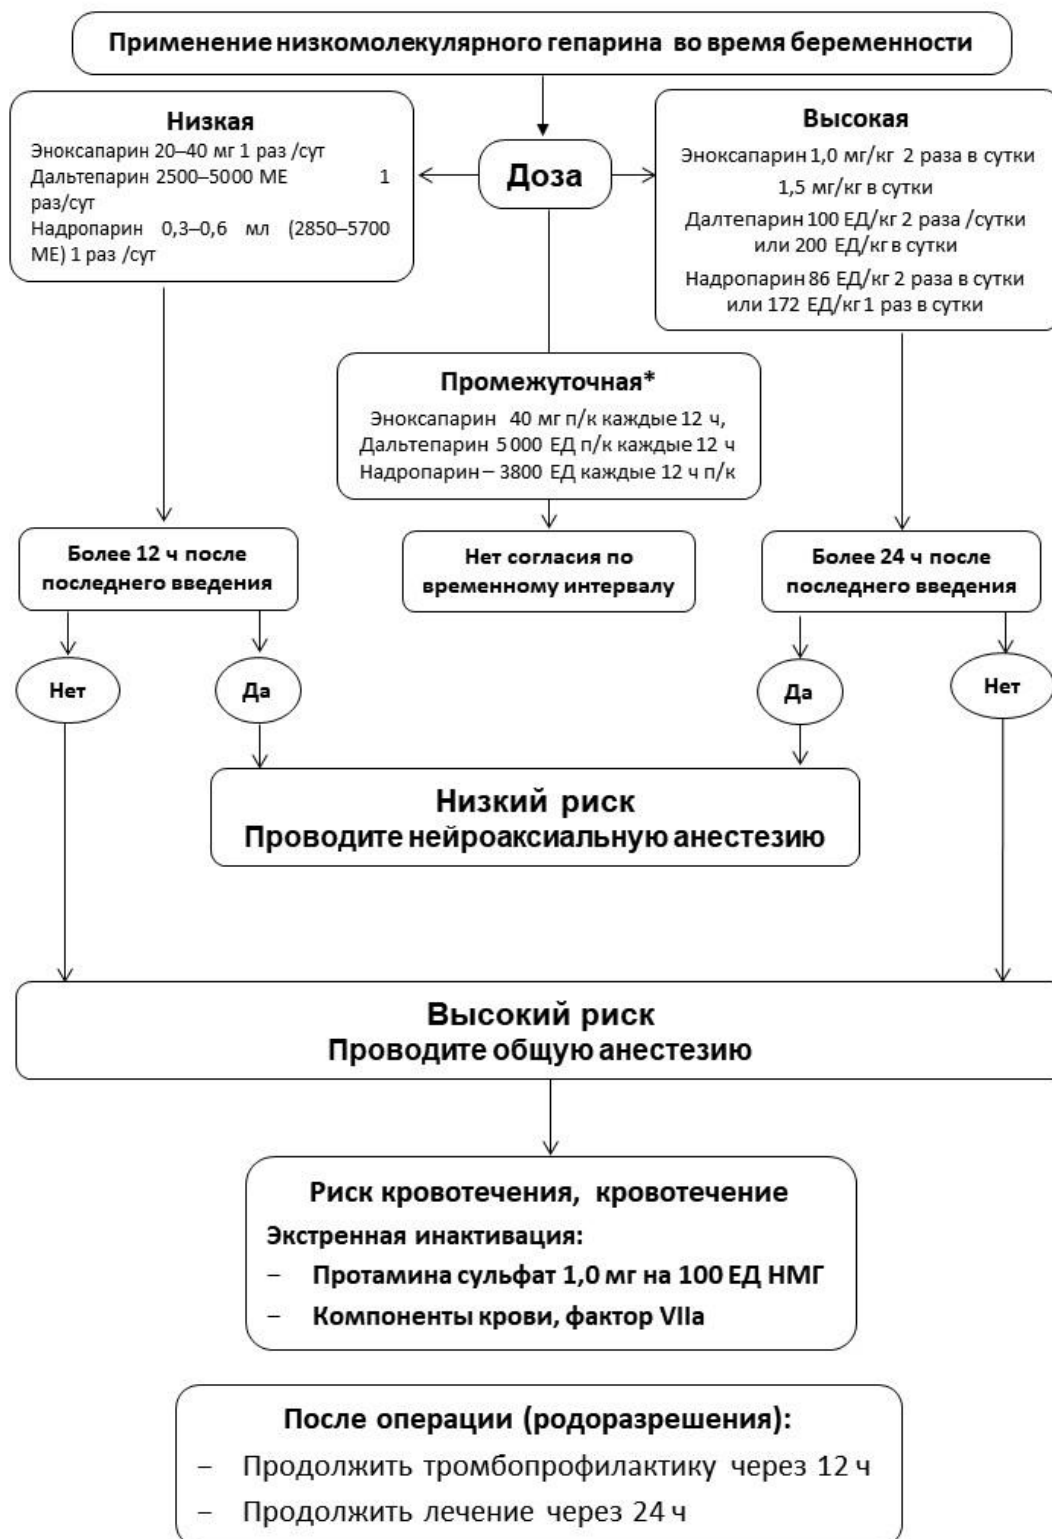 Применение низкомолекулярного гепарина во время беременности
Низкая
Эноксапарин 20–40 мг 1 раз /сут
Дальтепарин 2500–5000 МЕ 1
раз/сут
Надропарин 0,3–0,6 мл (2850–5700
МЕ) 1 раз /сут
Доза
Высокая
Эноксапарин 1,0 мг/кг 2 раза в сутки
1,5 мг/кг в сутки
Далтепарин 100 ЕД/кг 2 раза /сутки
или 200 ЕД/кг в сутки
Надропарин 86 ЕД/кг 2 раза в сутки
или 172 ЕД/кг 1 раз в сутки
Промежуточная*
Эноксапарин 40 мг п/к каждые 12 ч,
Дальтепарин 5 000 ЕД п/к каждые 12 ч
Надропарин – 3800 ЕД каждые 12 ч п/к
Более 12 ч после
последнего введения
Нет согласия по
временному интервалу
Более 24 ч после
последнего введения
Нет
Да
Да
Нет
Низкий риск
Проводите нейроаксиальную анестезию
Высокий риск
Проводите общую анестезию
Риск кровотечения, кровотечение
Экстренная инактивация:
– Протамина сульфат 1,0 мг на 100 ЕД НМГ
– Компоненты крови, фактор VIIa
После операции (родоразрешения):
– Продолжить тромбопрофилактику через 12 ч
– Продолжить лечение через 24 ч